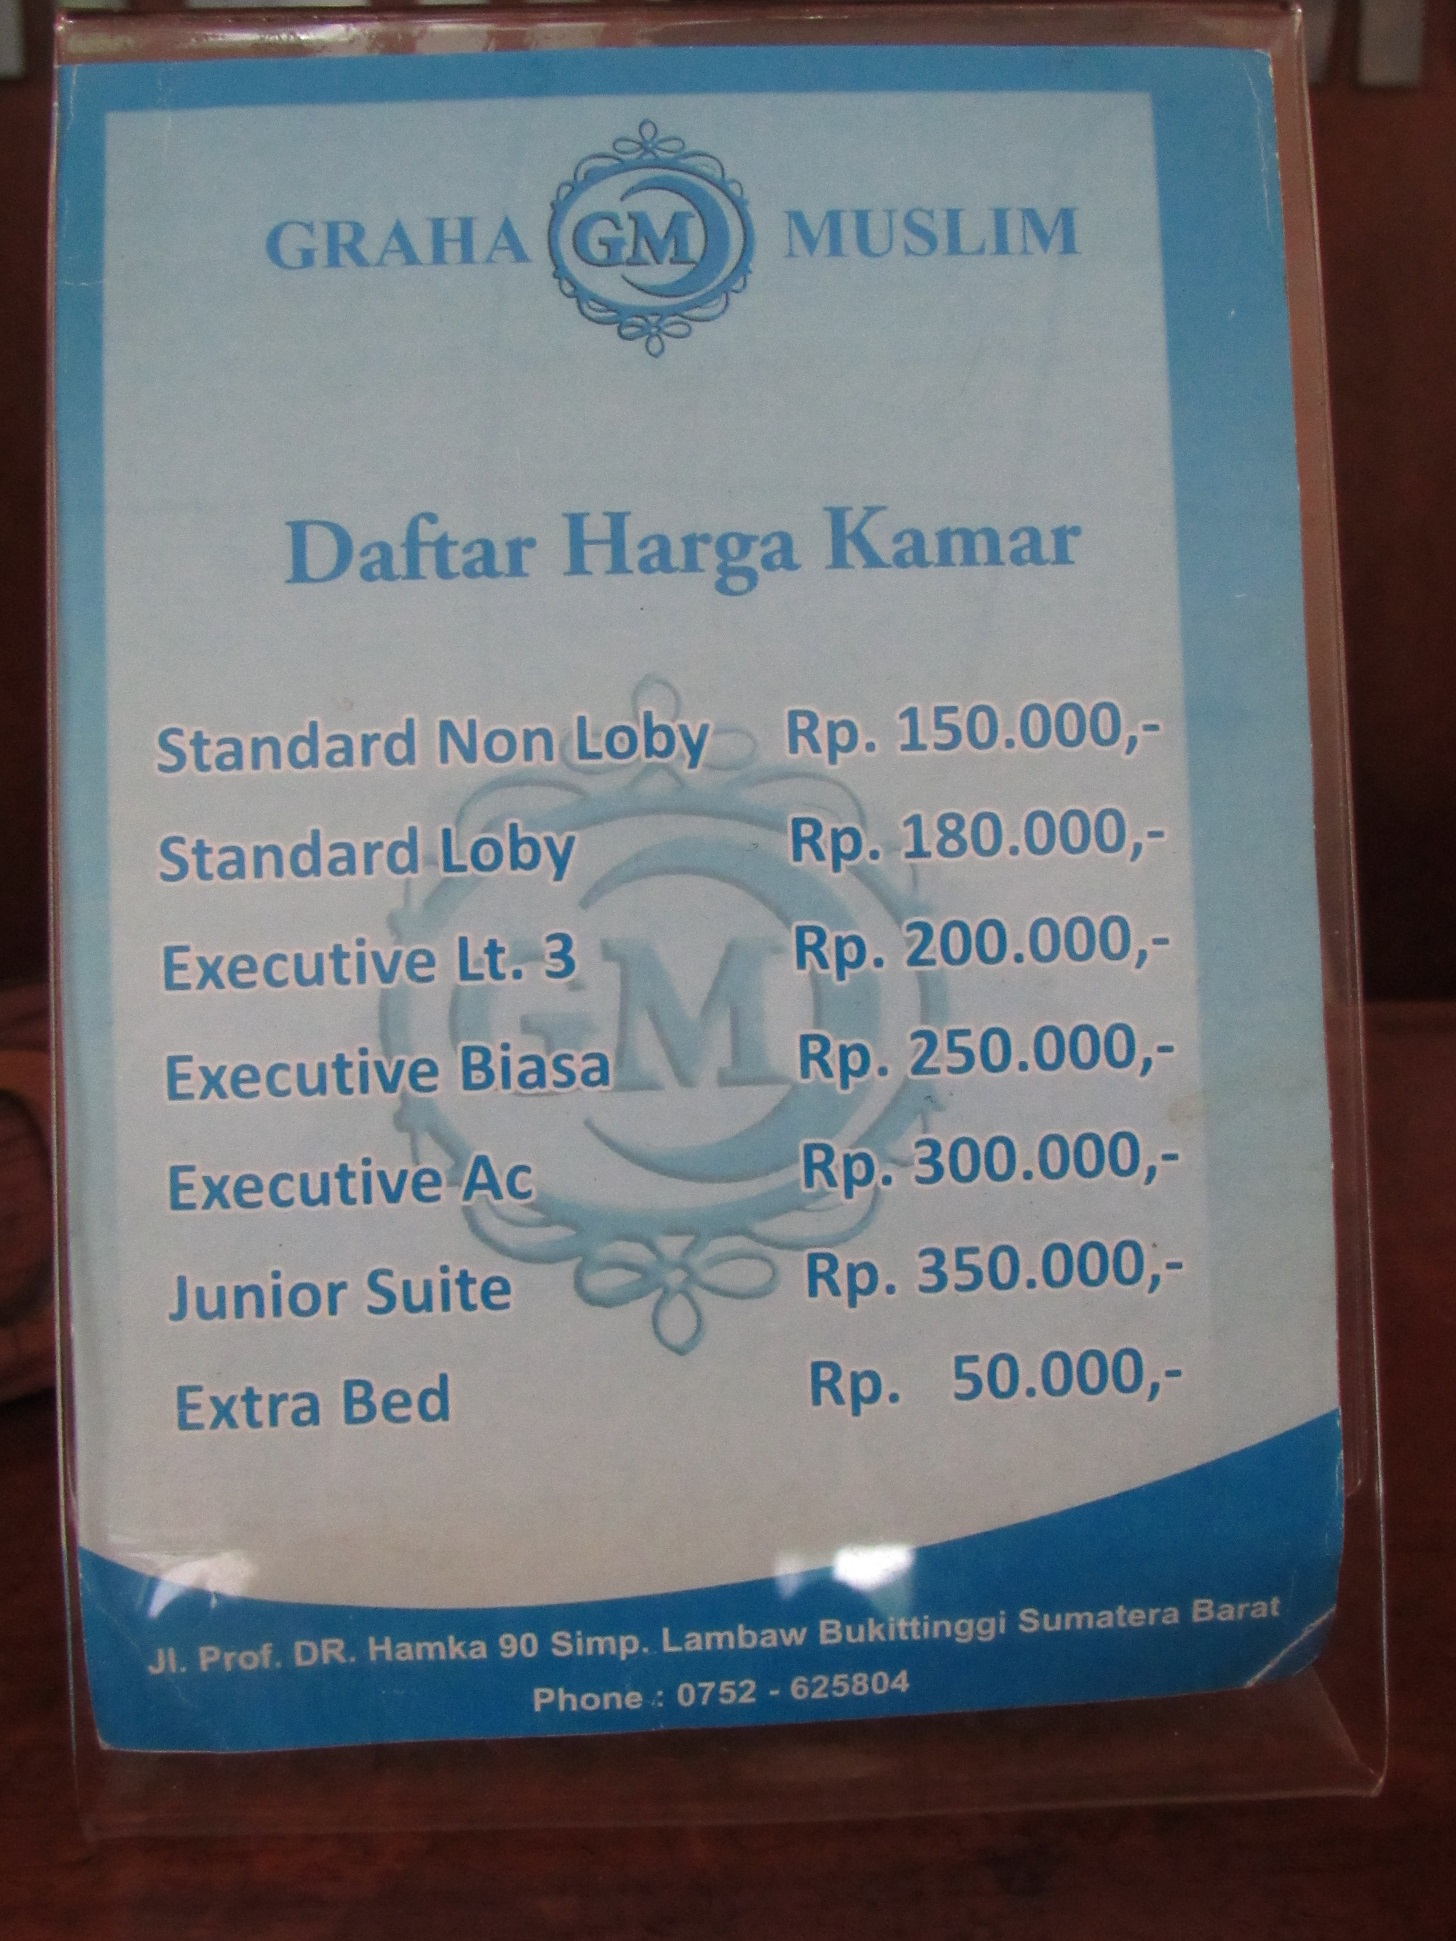 GRAHA GM MUSLIM
Daftar Harga Kamar
Standard Non Loby Rp. 150.000,-
Standard Loby Rp. 180.000,-
Executive Lt. 3 Rp. 200.000,-
Executive Biasa Rp. 250.000,-
Executive Ac Rp. 300.000,-
Junior Suite Rp. 350.000,-
Extra Bed Rp. 50.000,-
GM
Jl. Prof. DR. Hamka 90 Simp. Lambaw Bukittinggi Sumatera Barat
Phone : 0752 - 625804